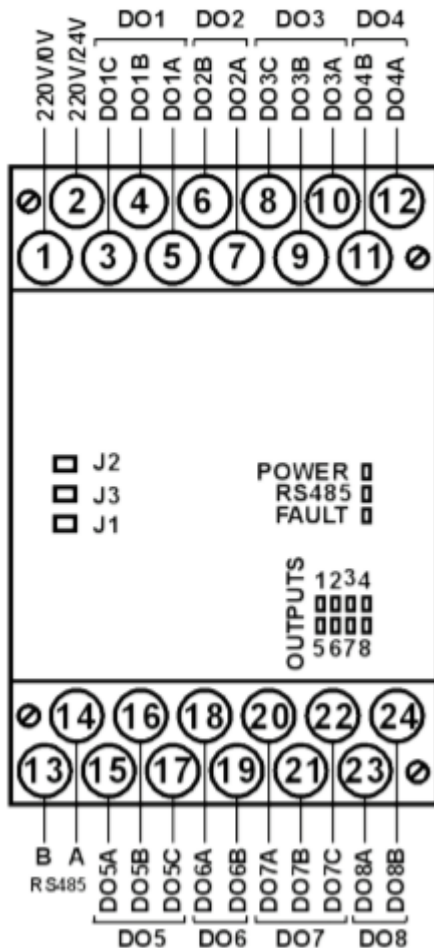 DO1 DO2 DO3 DO4
220V/0V 220V/24V DO1C DO1B DO1A DO2B DO2A DO3C DO3B DO3A DO4B DO4A
2 4 6 8 10 12
1 3 5 7 9 11
J2
J3
J1
POWER
RS485
FAULT
OUTPUTS
1234
5678
14 16 18 20 22 24
13 15 17 19 21 23
B A DO5A DO5B DO5C DO6A DO6B DO7A DO7B DO7C DO8A DO8B
RS485
DO5 DO6 DO7 DO8